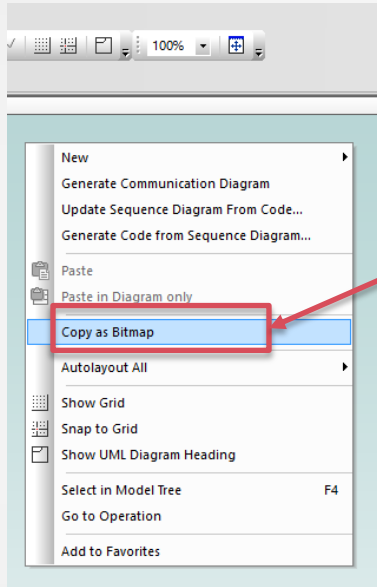 100%
New
Generate Communication Diagram
Update Sequence Diagram From Code...
Generate Code from Sequence Diagram...
Paste
Paste in Diagram only
Copy as Bitmap
Autolayout All
Show Grid
Snap to Grid
Show UML Diagram Heading
Select in Model Tree F4
Go to Operation
Add to Favorites